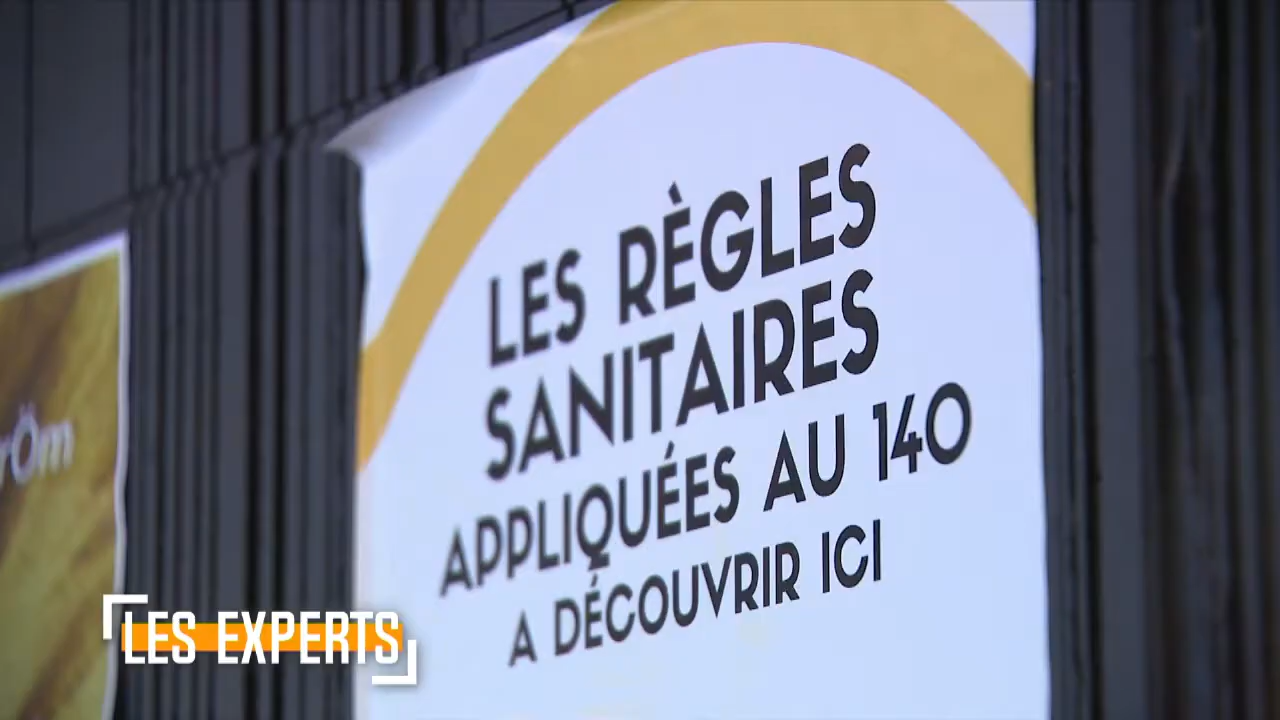 LES RÈGLES
SANITAIRES
APPLIQUÉES AU 140
A DÉCOUVRIR ICI
LES EXPERTS